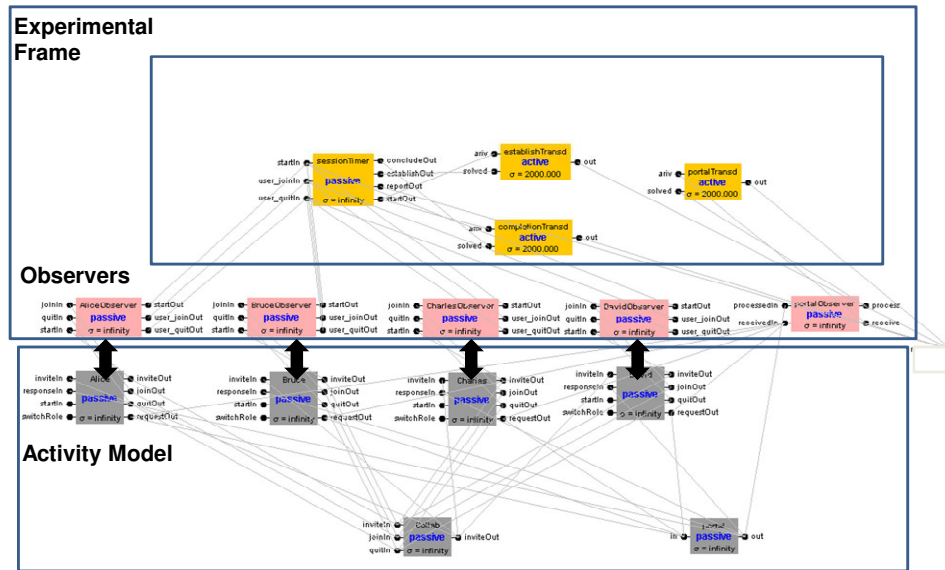 Experimental
Frame
startIn
user_joinIn
user_quitIn
sessionTimer
passive
σ = infinity
concludeOut
establishOut
reportOut
startOut
ariv
solved
establishTransd
active
σ = 2000.000
out
ariv
solved
portalTransd
active
σ = 2000.000
out
ariv
solved
completionTransd
active
σ = 2000.000
out
Observers
joinIn
quitIn
startIn
AliceObserver
passive
σ = infinity
startOut
user_joinOut
user_quitOut
joinIn
quitIn
startIn
BruceObserver
passive
σ = infinity
startOut
user_joinOut
user_quitOut
joinIn
quitIn
startIn
CharlesObservor
passive
σ = infinity
startOut
user_joinOut
user_quitOut
joinIn
quitIn
startIn
DavidObserver
passive
σ = infinity
startOut
user_joinOut
user_quitOut
processedIn
receivedIn
portalObserver
passive
σ = infinity
process
receive
inviteIn
responseIn
startIn
switchRole
Alice
passive
σ = infinity
inviteOut
joinOut
quitOut
requestOut
inviteIn
responseIn
startIn
switchRole
Bruce
passive
σ = infinity
inviteOut
joinOut
quitOut
requestOut
inviteIn
responseIn
startIn
switchRole
Charles
passive
σ = infinity
inviteOut
joinOut
quitOut
requestOut
inviteIn
responseIn
startIn
switchRole
passive
σ = infinity
inviteOut
joinOut
quitOut
requestOut
Activity Model
inviteIn
joinIn
quitIn
Collab
passive
σ = infinity
inviteOut
in
portal
passive
σ = infinity
out